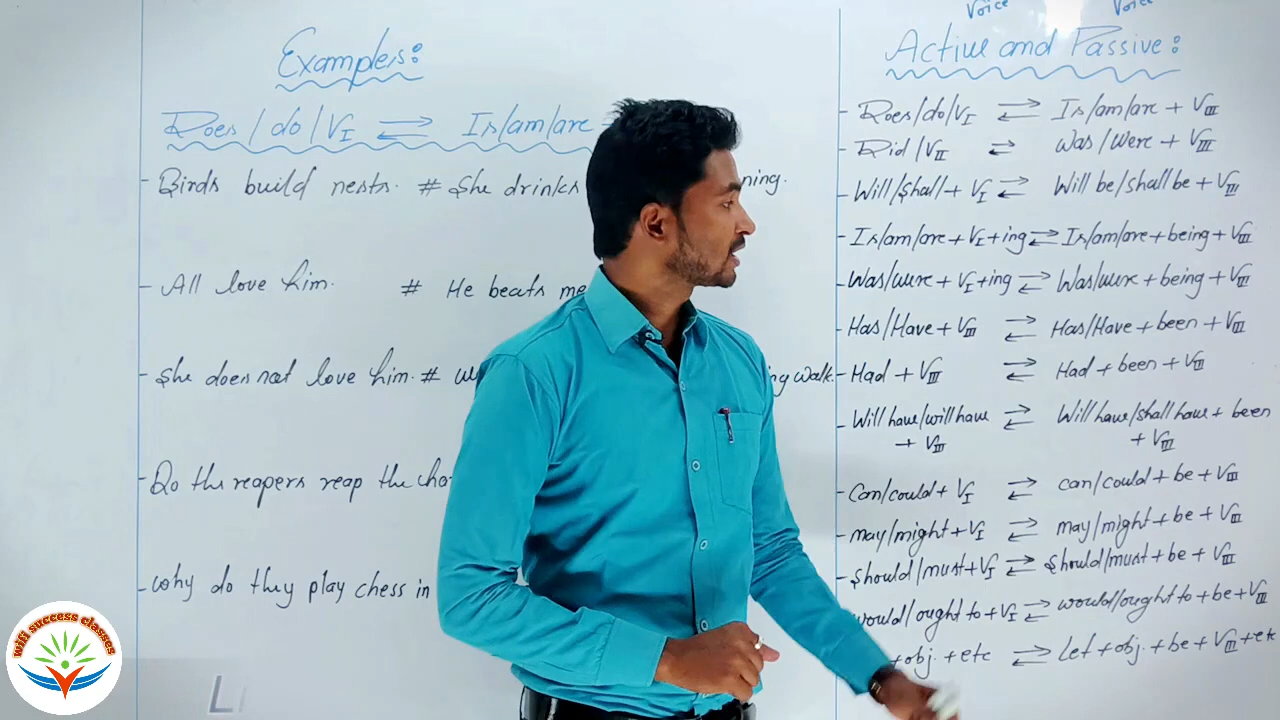 Examples:
Does/do/VI ⇌ Is/am/are
Birds build nests. # She drinks
All love him. # He beats me
She does not love him. #
walk.
Do the reapers reap the
Why do they play chess in
Voice Voice
Active and Passive:
Does/do/VI ⇌ Is/am/are + VIII
Did/VII ⇌ Was/Were + VIII
Will/Shall + VI ⇌ Will be/shall be + VIII
Is/am/are + VI + ing ⇌ Is/am/are + being + VIII
Was/were + VI + ing ⇌ Was/were + being + VIII
Has/Have + VIII ⇌ Has/Have + been + VIII
Had + VIII ⇌ Had + been + VIII
Will have/will have ⇌ Will have/shall have + been
+ VIII + VIII
Can/could + VI ⇌ can/could + be + VIII
may/might + VI ⇌ may/might + be + VIII
Should/must + VI ⇌ Should/must + be + VIII
would/ought to + VI ⇌ would/ought to + be + VIII
+ obj. + etc ⇌ Let + obj. + be + VIII + etc
wifi success classes